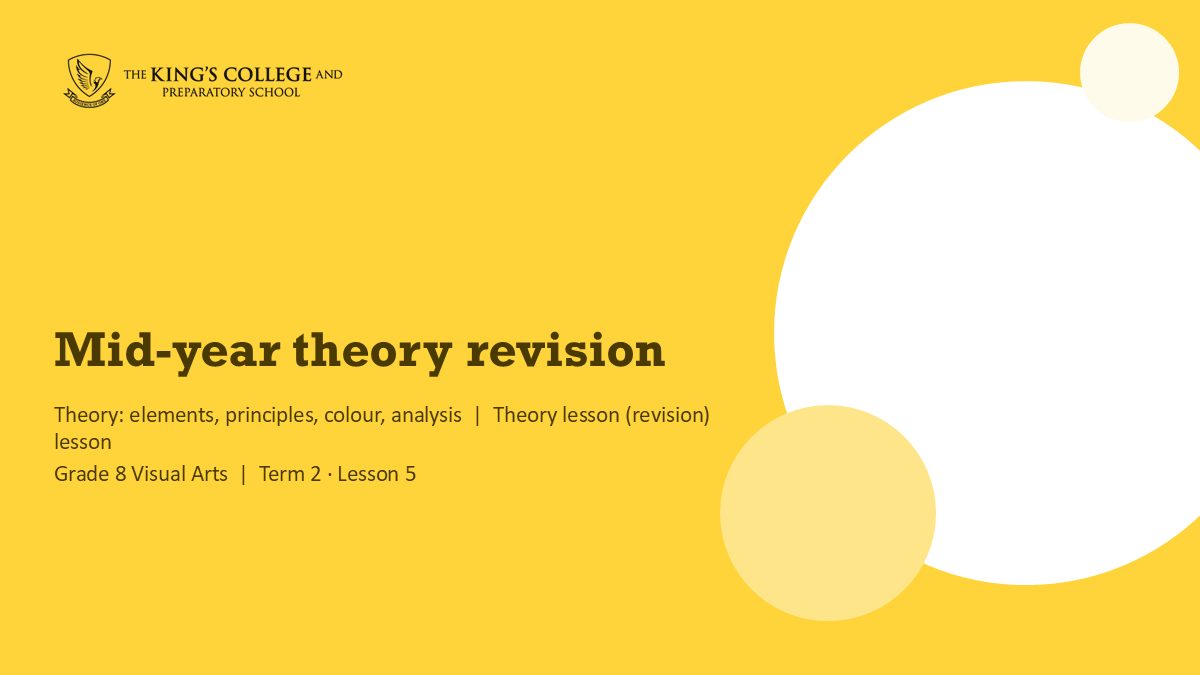 THE KING'S COLLEGE AND
PREPARATORY SCHOOL
Mid-year theory revision
Theory: elements, principles, colour, analysis | Theory lesson (revision)
lesson
Grade 8 Visual Arts | Term 2 · Lesson 5